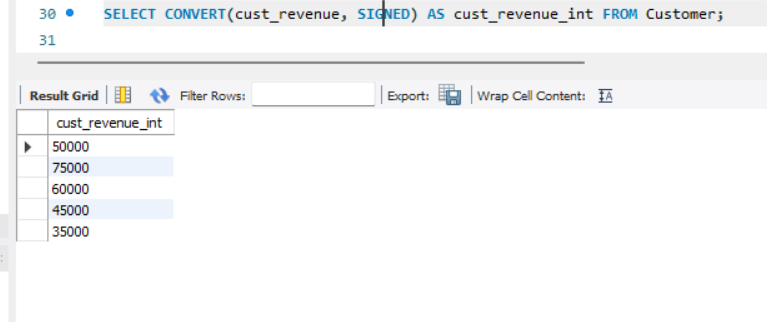 30 SELECT CONVERT(cust_revenue, SIGNED) AS cust_revenue_int FROM Customer;
31
Result Grid Filter Rows: Export: Wrap Cell Content: IA
cust_revenue_int
50000
75000
60000
45000
35000